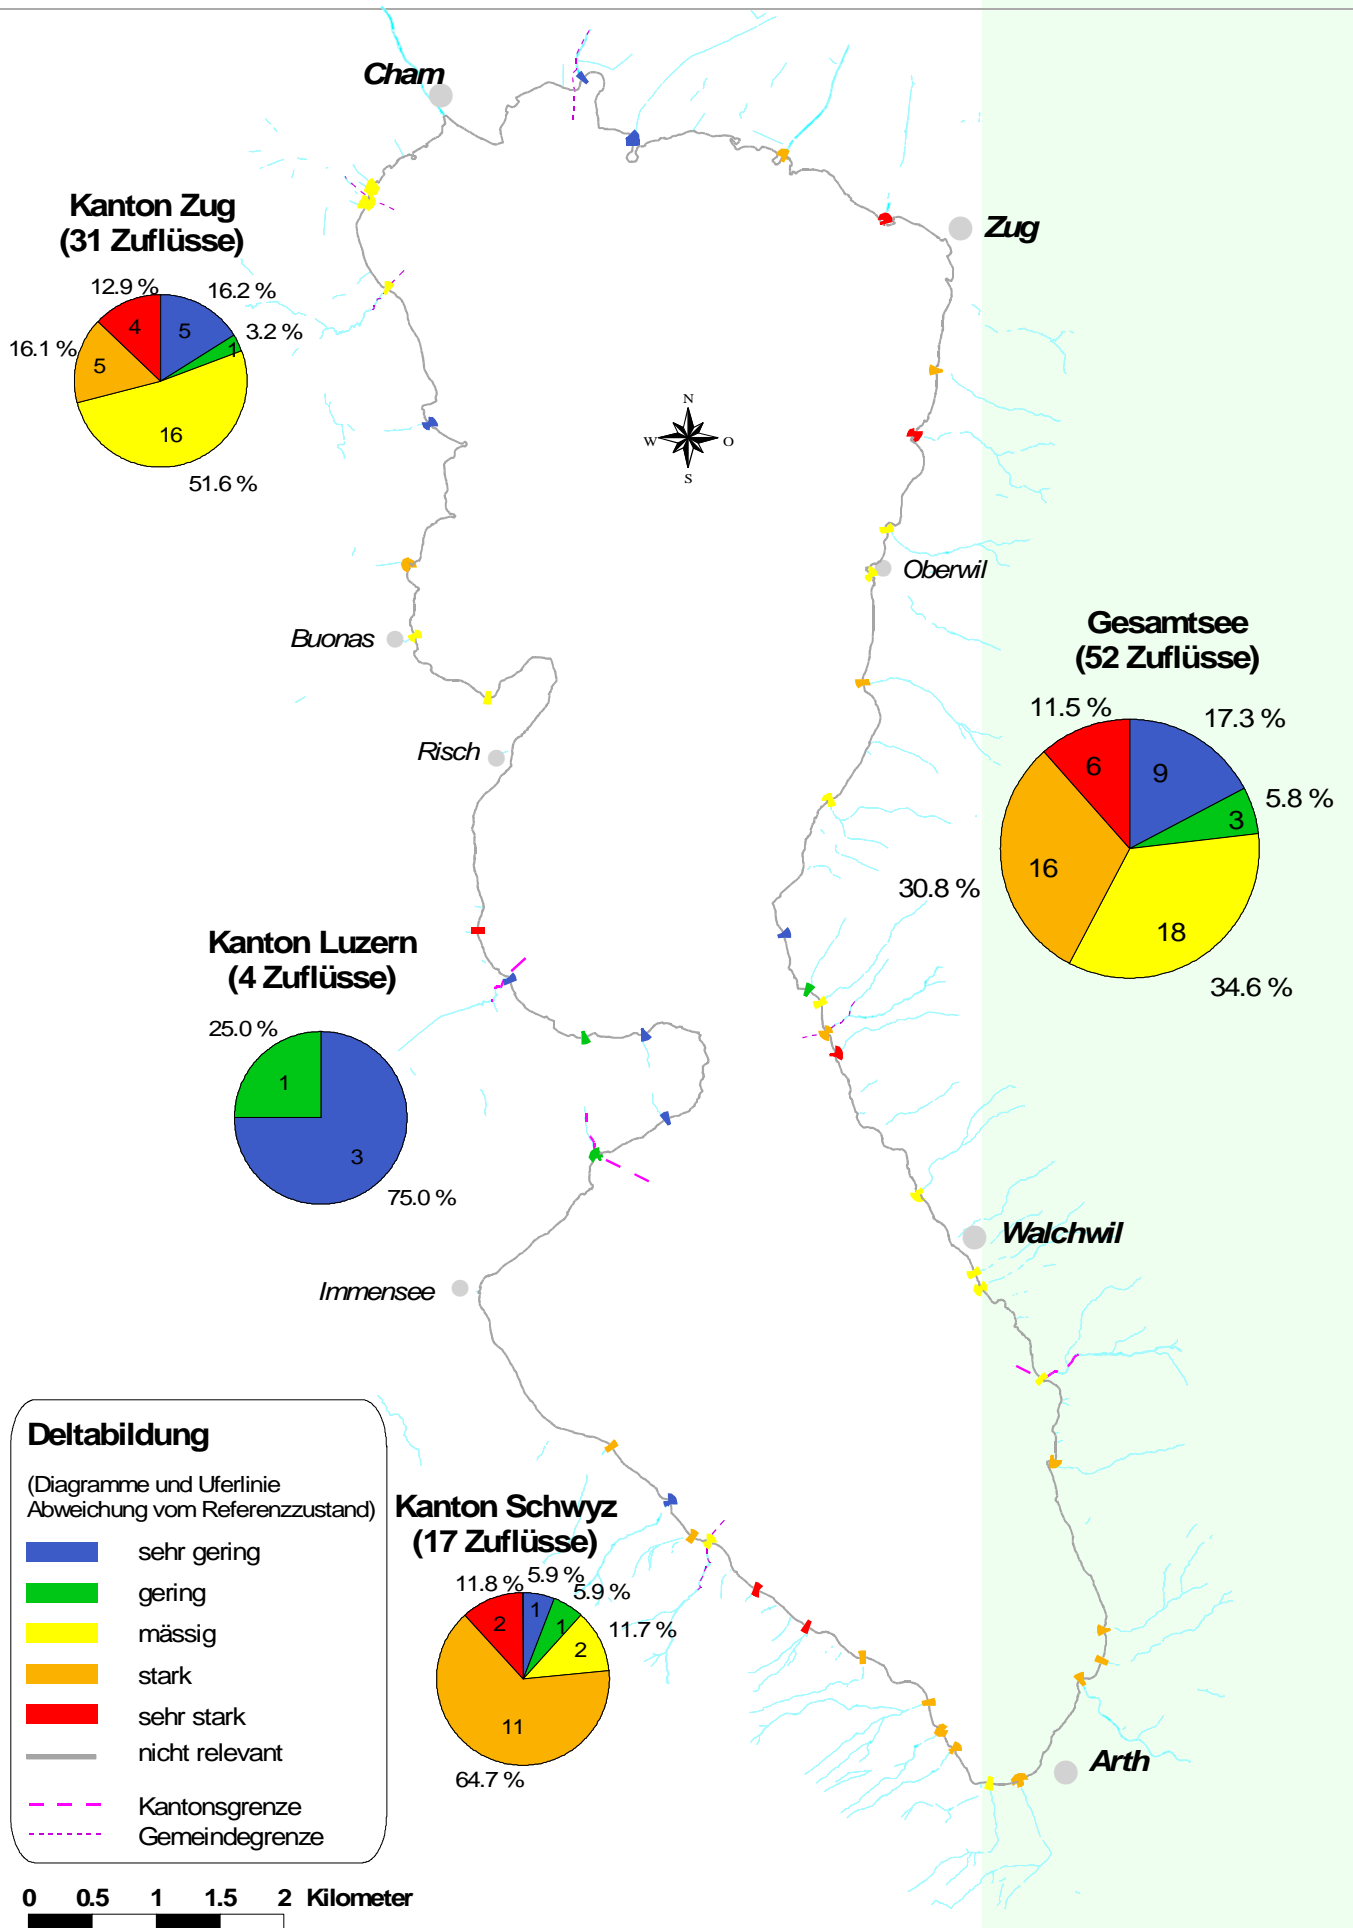 Cham
Kanton Zug
(31 Zuflüsse)
Zug
12.9 %
16.2 %
3.2 %
16.1 %
4
5
1
5
16
51.6 %
N
W
O
S
Oberwil
Buonas
Gesamtsee
(52 Zuflüsse)
Risch
11.5 %
17.3 %
6
9
5.8 %
3
16
30.8 %
18
34.6 %
Kanton Luzern
(4 Zuflüsse)
25.0 %
1
3
75.0 %
Walchwil
Immensee
Deltabildung
(Diagramme und Uferlinie
Abweichung vom Referenzzustand)
sehr gering
gering
mässig
stark
sehr stark
nicht relevant
Kantonsgrenze
Gemeindegrenze
Kanton Schwyz
(17 Zuflüsse)
11.8 %
5.9 %
5.9 %
11.7 %
2
1
1
2
11
64.7 %
Arth
0 0.5 1 1.5 2 Kilometer